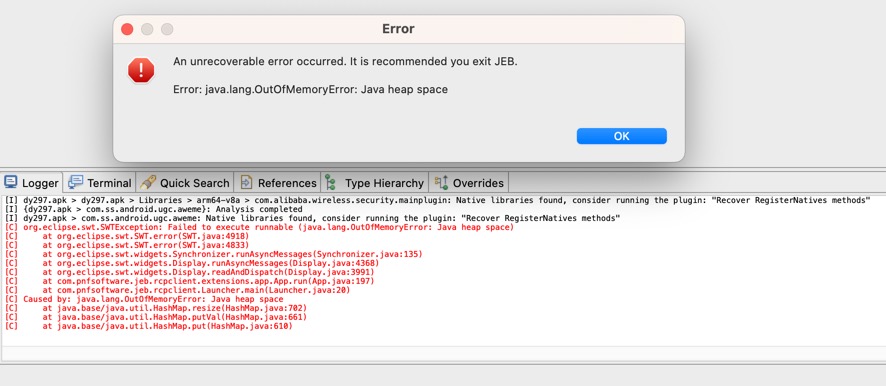 Error
An unrecoverable error occurred. It is recommended you exit JEB.
Error: java.lang.OutOfMemoryError: Java heap space
OK
Logger Terminal Quick Search References Type Hierarchy Overrides
[I] dy297.apk > dy297.apk > Libraries > arm64-v8a > com.alibaba.wireless.security.mainplugin: Native libraries found, consider running the plugin: "Recover RegisterNatives methods"
[I] {dy297.apk > com.ss.android.ugc.aweme}: Analysis completed
[I] dy297.apk > com.ss.android.ugc.aweme: Native libraries found, consider running the plugin: "Recover RegisterNatives methods"
[C] org.eclipse.swt.SWTException: Failed to execute runnable (java.lang.OutOfMemoryError: Java heap space)
[C] at org.eclipse.swt.SWT.error(SWT.java:4918)
[C] at org.eclipse.swt.SWT.error(SWT.java:4833)
[C] at org.eclipse.swt.widgets.Synchronizer.runAsyncMessages(Synchronizer.java:135)
[C] at org.eclipse.swt.widgets.Display.runAsyncMessages(Display.java:4368)
[C] at org.eclipse.swt.widgets.Display.readAndDispatch(Display.java:3991)
[C] at com.pnfsoftware.jeb.rcpclient.extensions.app.App.run(App.java:197)
[C] at com.pnfsoftware.jeb.rcpclient.Launcher.main(Launcher.java:20)
[C] Caused by: java.lang.OutOfMemoryError: Java heap space
[C] at java.base/java.util.HashMap.resize(HashMap.java:702)
[C] at java.base/java.util.HashMap.putVal(HashMap.java:661)
[C] at java.base/java.util.HashMap.put(HashMap.java:610)